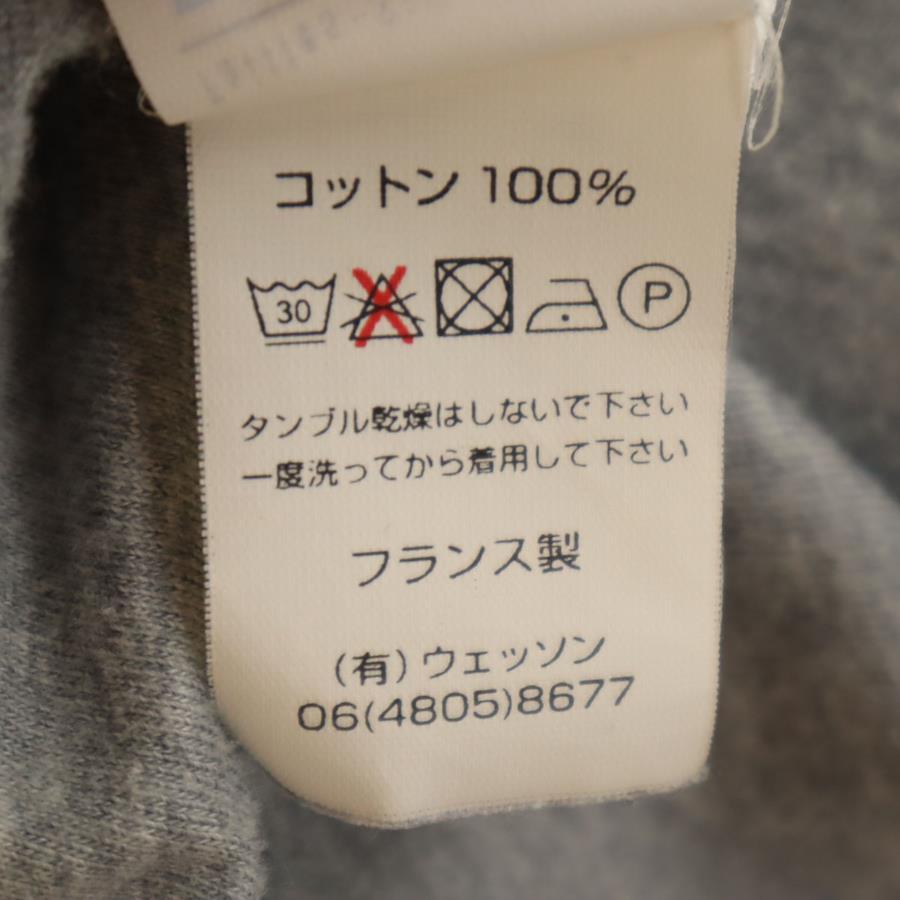 コットン 100%
30 P
タンブル乾燥はしないで下さい
一度洗ってから着用して下さい
フランス製
(有) ウェッソン
06(4805)8677